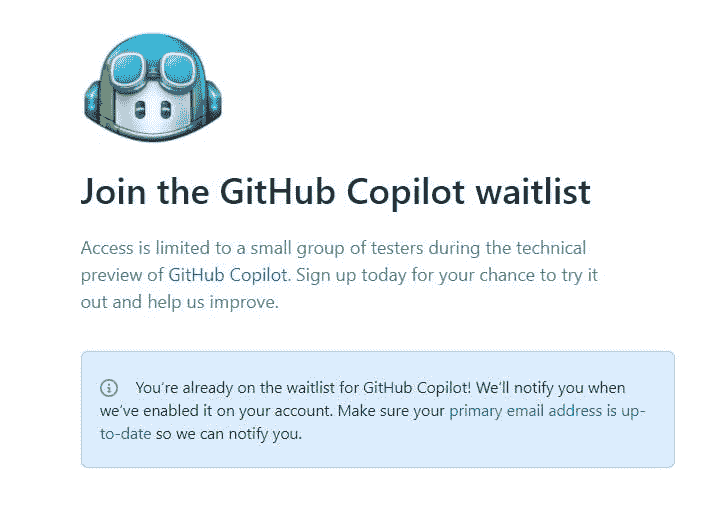 Join the GitHub Copilot waitlist
Access is limited to a small group of testers during the technical
preview of GitHub Copilot. Sign up today for your chance to try it
out and help us improve.
You're already on the waitlist for GitHub Copilot! We'll notify you when
we've enabled it on your account. Make sure your primary email address is up-
to-date so we can notify you.